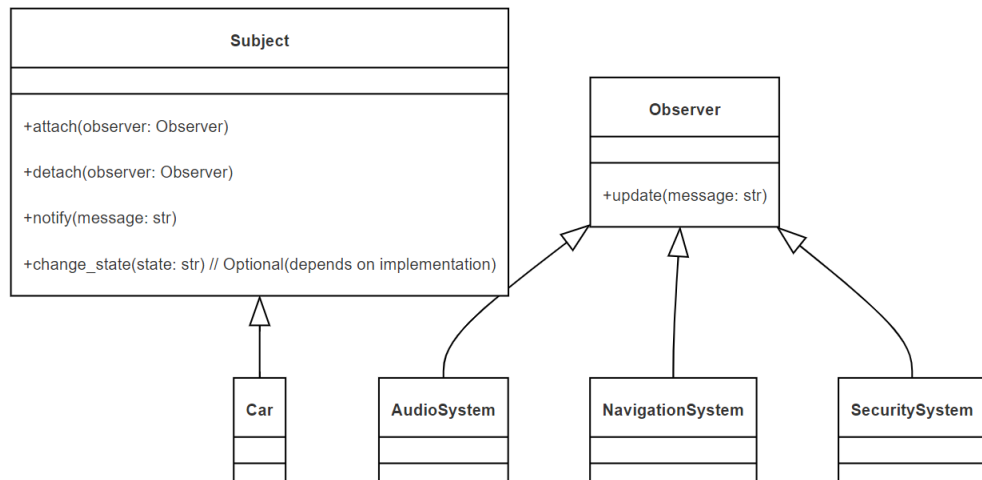 Subject
+attach(observer: Observer)
+detach(observer: Observer)
+notify(message: str)
+change_state(state: str) // Optional(depends on implementation)
Observer
+update(message: str)
Car
AudioSystem
NavigationSystem
SecuritySystem